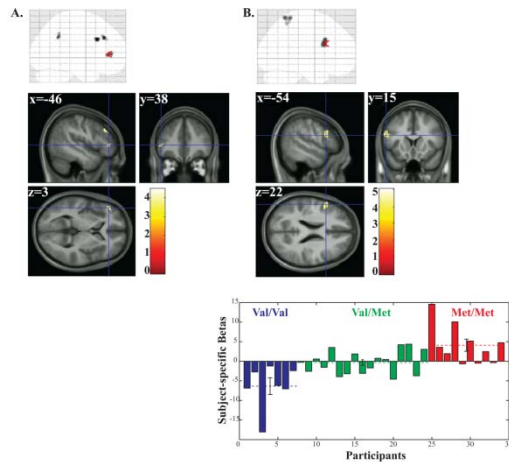 A.
B.
x=-46
y=38
z=3
4
3
2
1
0
x=-54
y=15
z=22
5
4
3
2
1
0
Val/Val
Val/Met
Met/Met
Subject-specific Betas
15
10
5
0
-5
-10
-15
0
5
10
15
20
25
30
35
Participants